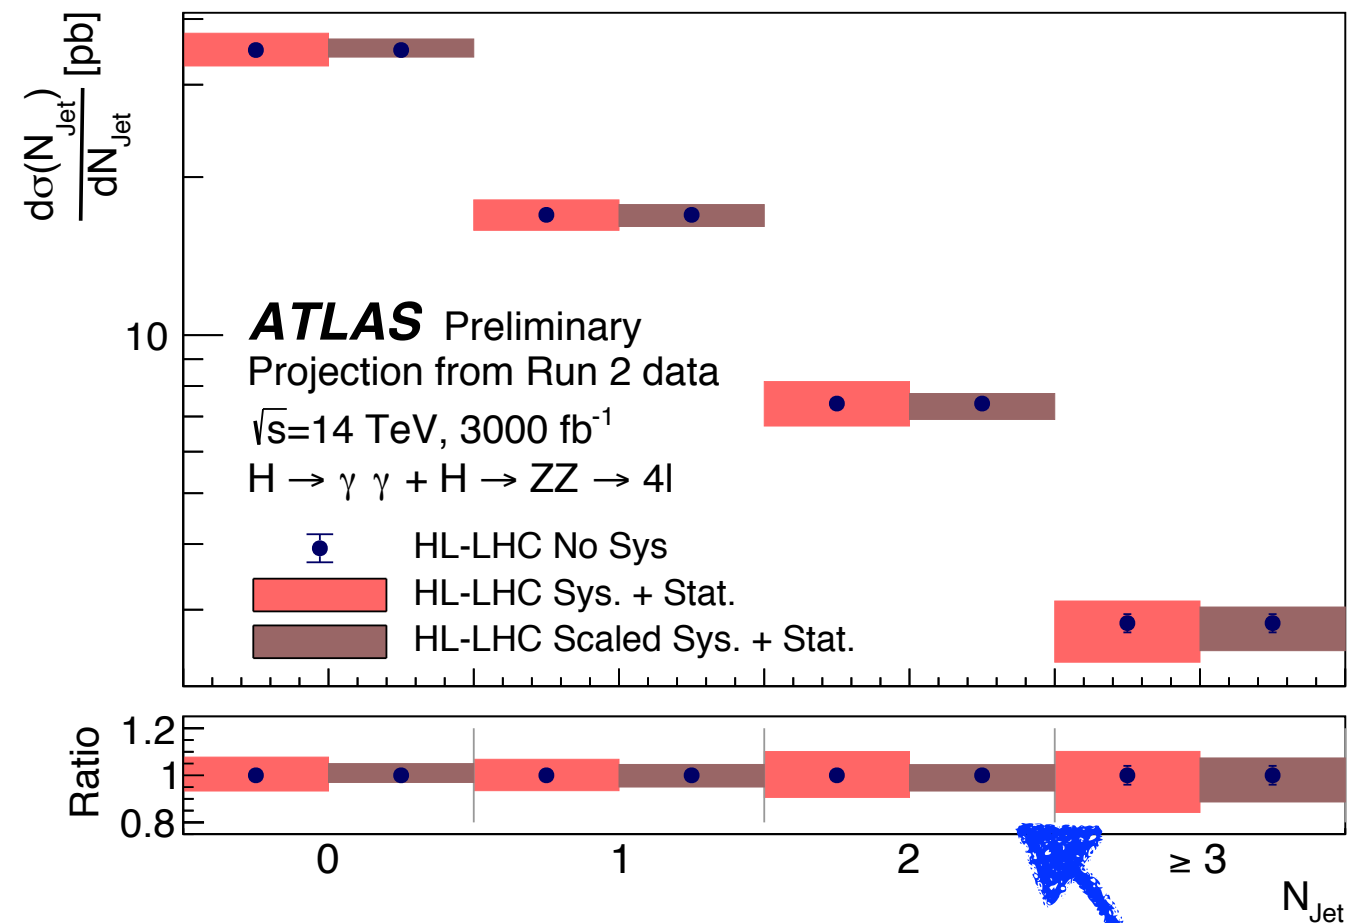 dσ(N_Jet)
dN_Jet
[pb]
10
ATLAS Preliminary
Projection from Run 2 data
√s=14 TeV, 3000 fb⁻¹
H → γ γ + H → ZZ → 4l
HL-LHC No Sys
HL-LHC Sys. + Stat.
HL-LHC Scaled Sys. + Stat.
Ratio
1.2
1
0.8
0 1 2 ≥ 3
N_Jet